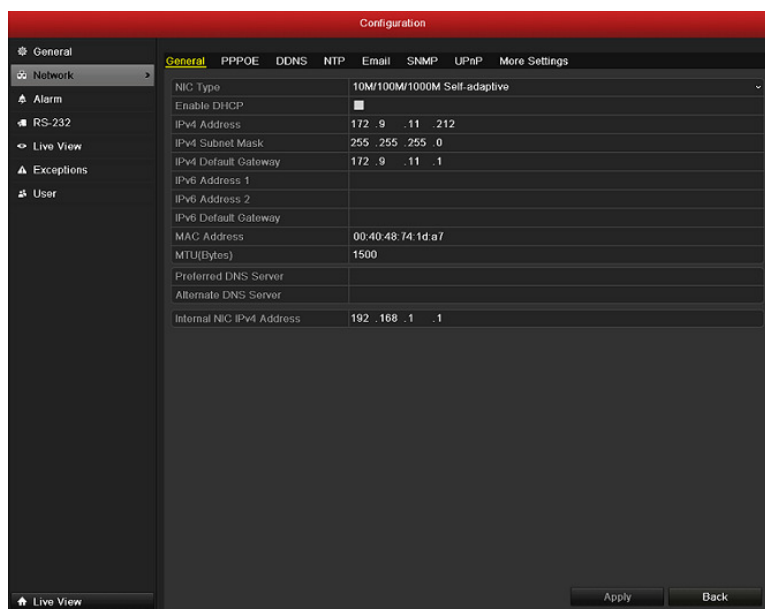 Configuration
General
Network
Alarm
RS-232
Live View
Exceptions
User
General PPPOE DDNS NTP Email SNMP UPnP More Settings
NIC Type 10M/100M/1000M Self-adaptive
Enable DHCP
IPv4 Address 172 .9 .11 .212
IPv4 Subnet Mask 255 .255 .255 .0
IPv4 Default Gateway 172 .9 .11 .1
IPv6 Address 1
IPv6 Address 2
IPv6 Default Gateway
MAC Address 00:40:48:74:1d:a7
MTU(Bytes) 1500
Preferred DNS Server
Alternate DNS Server
Internal NIC IPv4 Address 192 .168 .1 .1
Live View
Apply Back